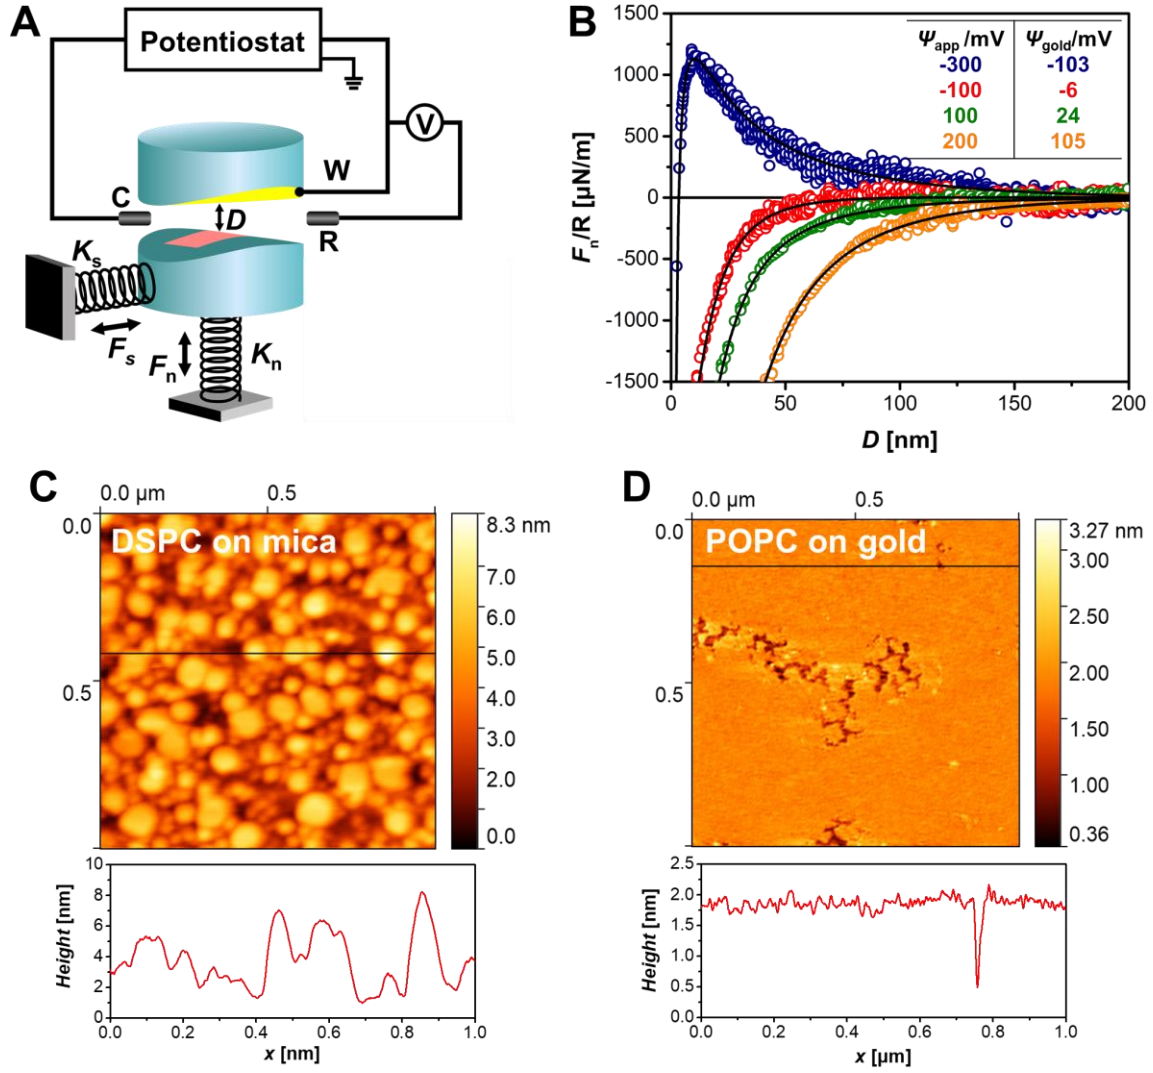 A
Potentiostat
V
W
C
D
R
Ks
Fs
Fn
Kn
B
1500
1000
500
0
-500
-1000
-1500
Fn/R [µN/m]
Ψapp /mV Ψgold/mV
-300 -103
-100 -6
100 24
200 105
0 50 100 150 200
D [nm]
C
0.0 µm 0.5
0.0
0.5
DSPC on mica
8.3 nm
7.0
6.0
5.0
4.0
3.0
2.0
0.0
10
8
6
4
2
0
Height [nm]
0.0 0.2 0.4 0.6 0.8 1.0
x [nm]
D
0.0 µm 0.5
0.0
0.5
POPC on gold
3.27 nm
3.00
2.50
2.00
1.50
1.00
0.36
2.5
2.0
1.5
1.0
0.5
0.0
Height [nm]
0.0 0.2 0.4 0.6 0.8 1.0
x [µm]